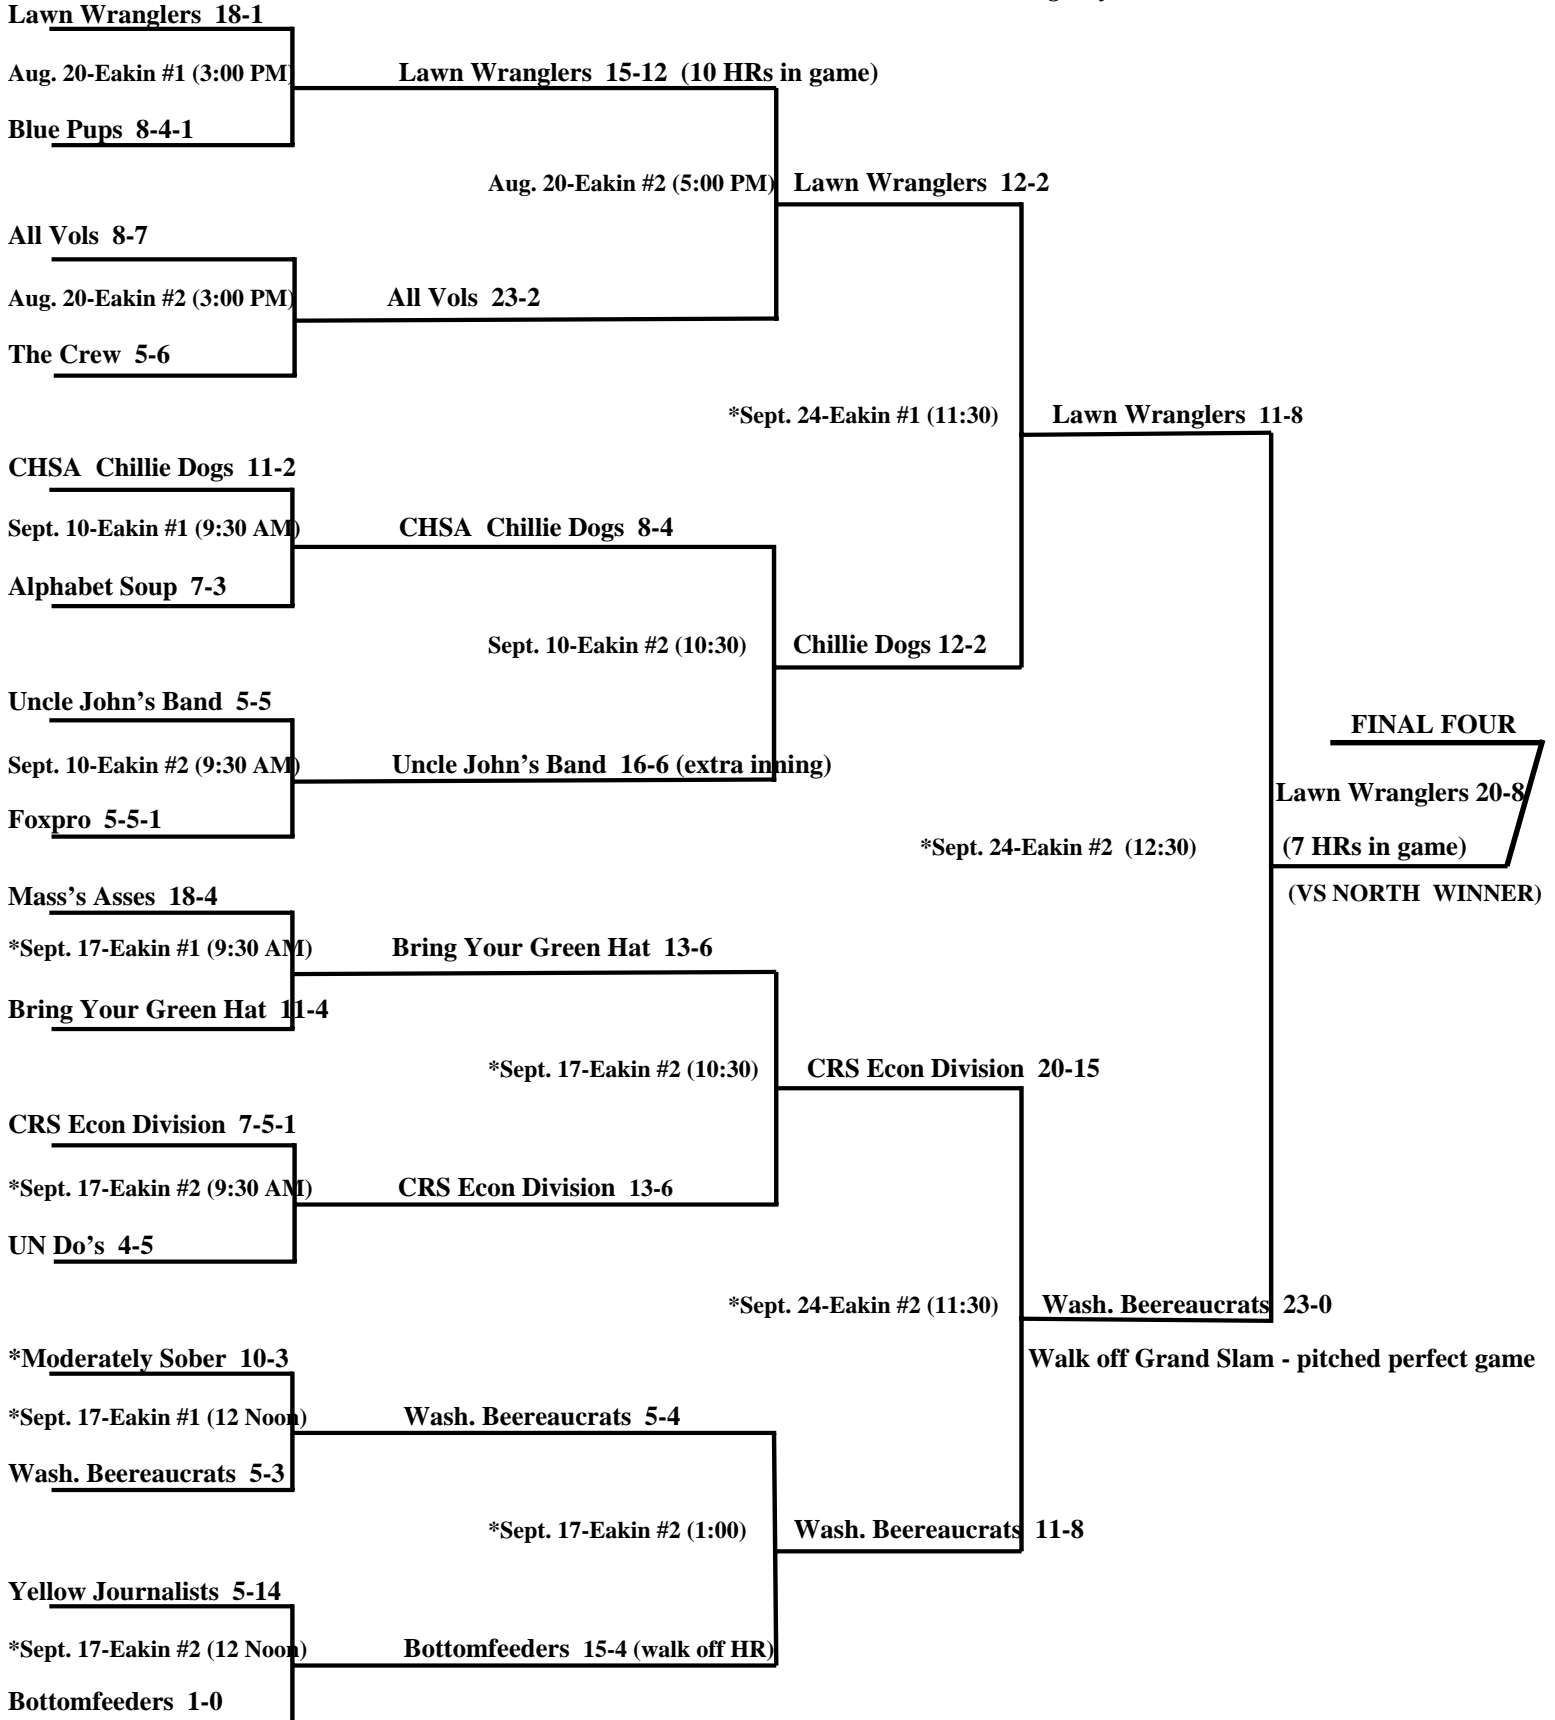 Lawn Wranglers 18-1
Aug. 20-Eakin #1 (3:00 PM)
Lawn Wranglers 15-12 (10 HRs in game)
Blue Pups 8-4-1
Aug. 20-Eakin #2 (5:00 PM)
Lawn Wranglers 12-2
All Vols 8-7
Aug. 20-Eakin #2 (3:00 PM)
All Vols 23-2
The Crew 5-6
*Sept. 24-Eakin #1 (11:30)
Lawn Wranglers 11-8
CHSA Chillie Dogs 11-2
Sept. 10-Eakin #1 (9:30 AM)
CHSA Chillie Dogs 8-4
Alphabet Soup 7-3
Sept. 10-Eakin #2 (10:30)
Chillie Dogs 12-2
Uncle John’s Band 5-5
FINAL FOUR
Sept. 10-Eakin #2 (9:30 AM)
Uncle John’s Band 16-6 (extra inning)
Lawn Wranglers 20-8
Foxpro 5-5-1
*Sept. 24-Eakin #2 (12:30)
(7 HRs in game)
Mass’s Asses 18-4
(VS NORTH WINNER)
*Sept. 17-Eakin #1 (9:30 AM)
Bring Your Green Hat 13-6
Bring Your Green Hat 11-4
*Sept. 17-Eakin #2 (10:30)
CRS Econ Division 20-15
CRS Econ Division 7-5-1
*Sept. 17-Eakin #2 (9:30 AM)
CRS Econ Division 13-6
UN Do’s 4-5
*Sept. 24-Eakin #2 (11:30)
Wash. Beereaucrats 23-0
*Moderately Sober 10-3
Walk off Grand Slam - pitched perfect game
*Sept. 17-Eakin #1 (12 Noon)
Wash. Beereaucrats 5-4
Wash. Beereaucrats 5-3
*Sept. 17-Eakin #2 (1:00)
Wash. Beereaucrats 11-8
Yellow Journalists 5-14
*Sept. 17-Eakin #2 (12 Noon)
Bottomfeeders 15-4 (walk off HR)
Bottomfeeders 1-0